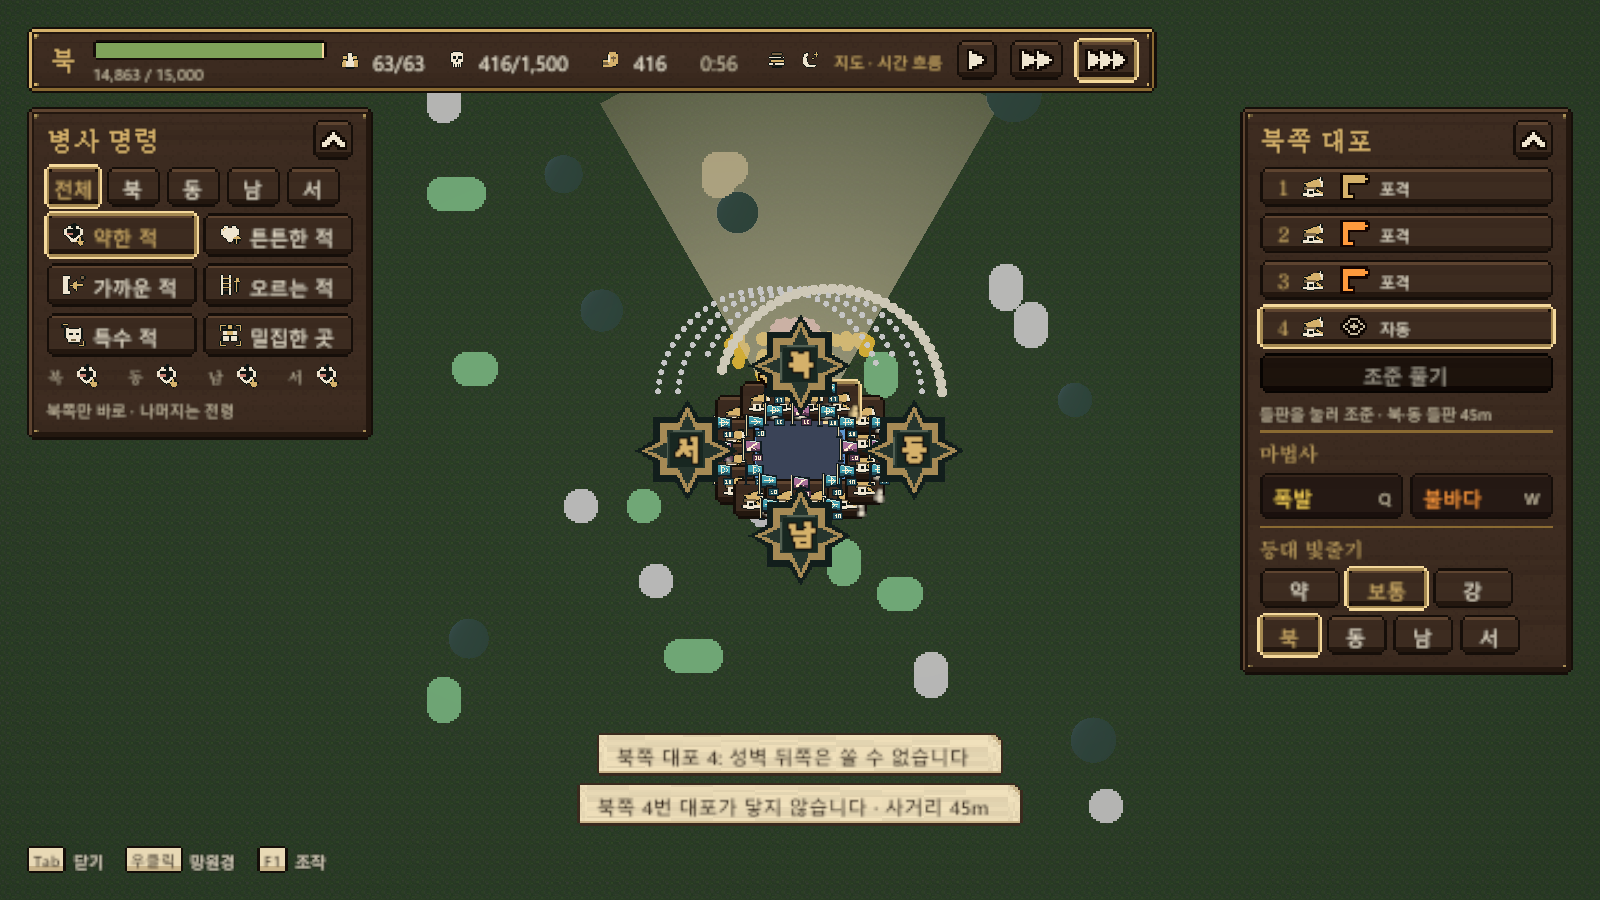 북
14,863 / 15,000
63/63
416/1,500
416
0:56
지도 · 시간 흐름
병사 명령
전체 북 동 남 서
약한 적 튼튼한 적
가까운 적 오르는 적
특수 적 밀집한 곳
북 동 남 서
북쪽만 바로 · 나머지는 전령
북쪽 대포
1 포격
2 포격
3 포격
4 자동
조준 풀기
들판을 눌러 조준 · 북·동 들판 45m
마법사
폭발 Q 불바다 W
등대 빛줄기
약 보통 강
북 동 남 서
북
서
동
남
북쪽 대포 4: 성벽 뒤쪽은 쏠 수 없습니다
북쪽 4번 대포가 닿지 않습니다 · 사거리 45m
Tab 닫기 우클릭 망원경 F1 조작